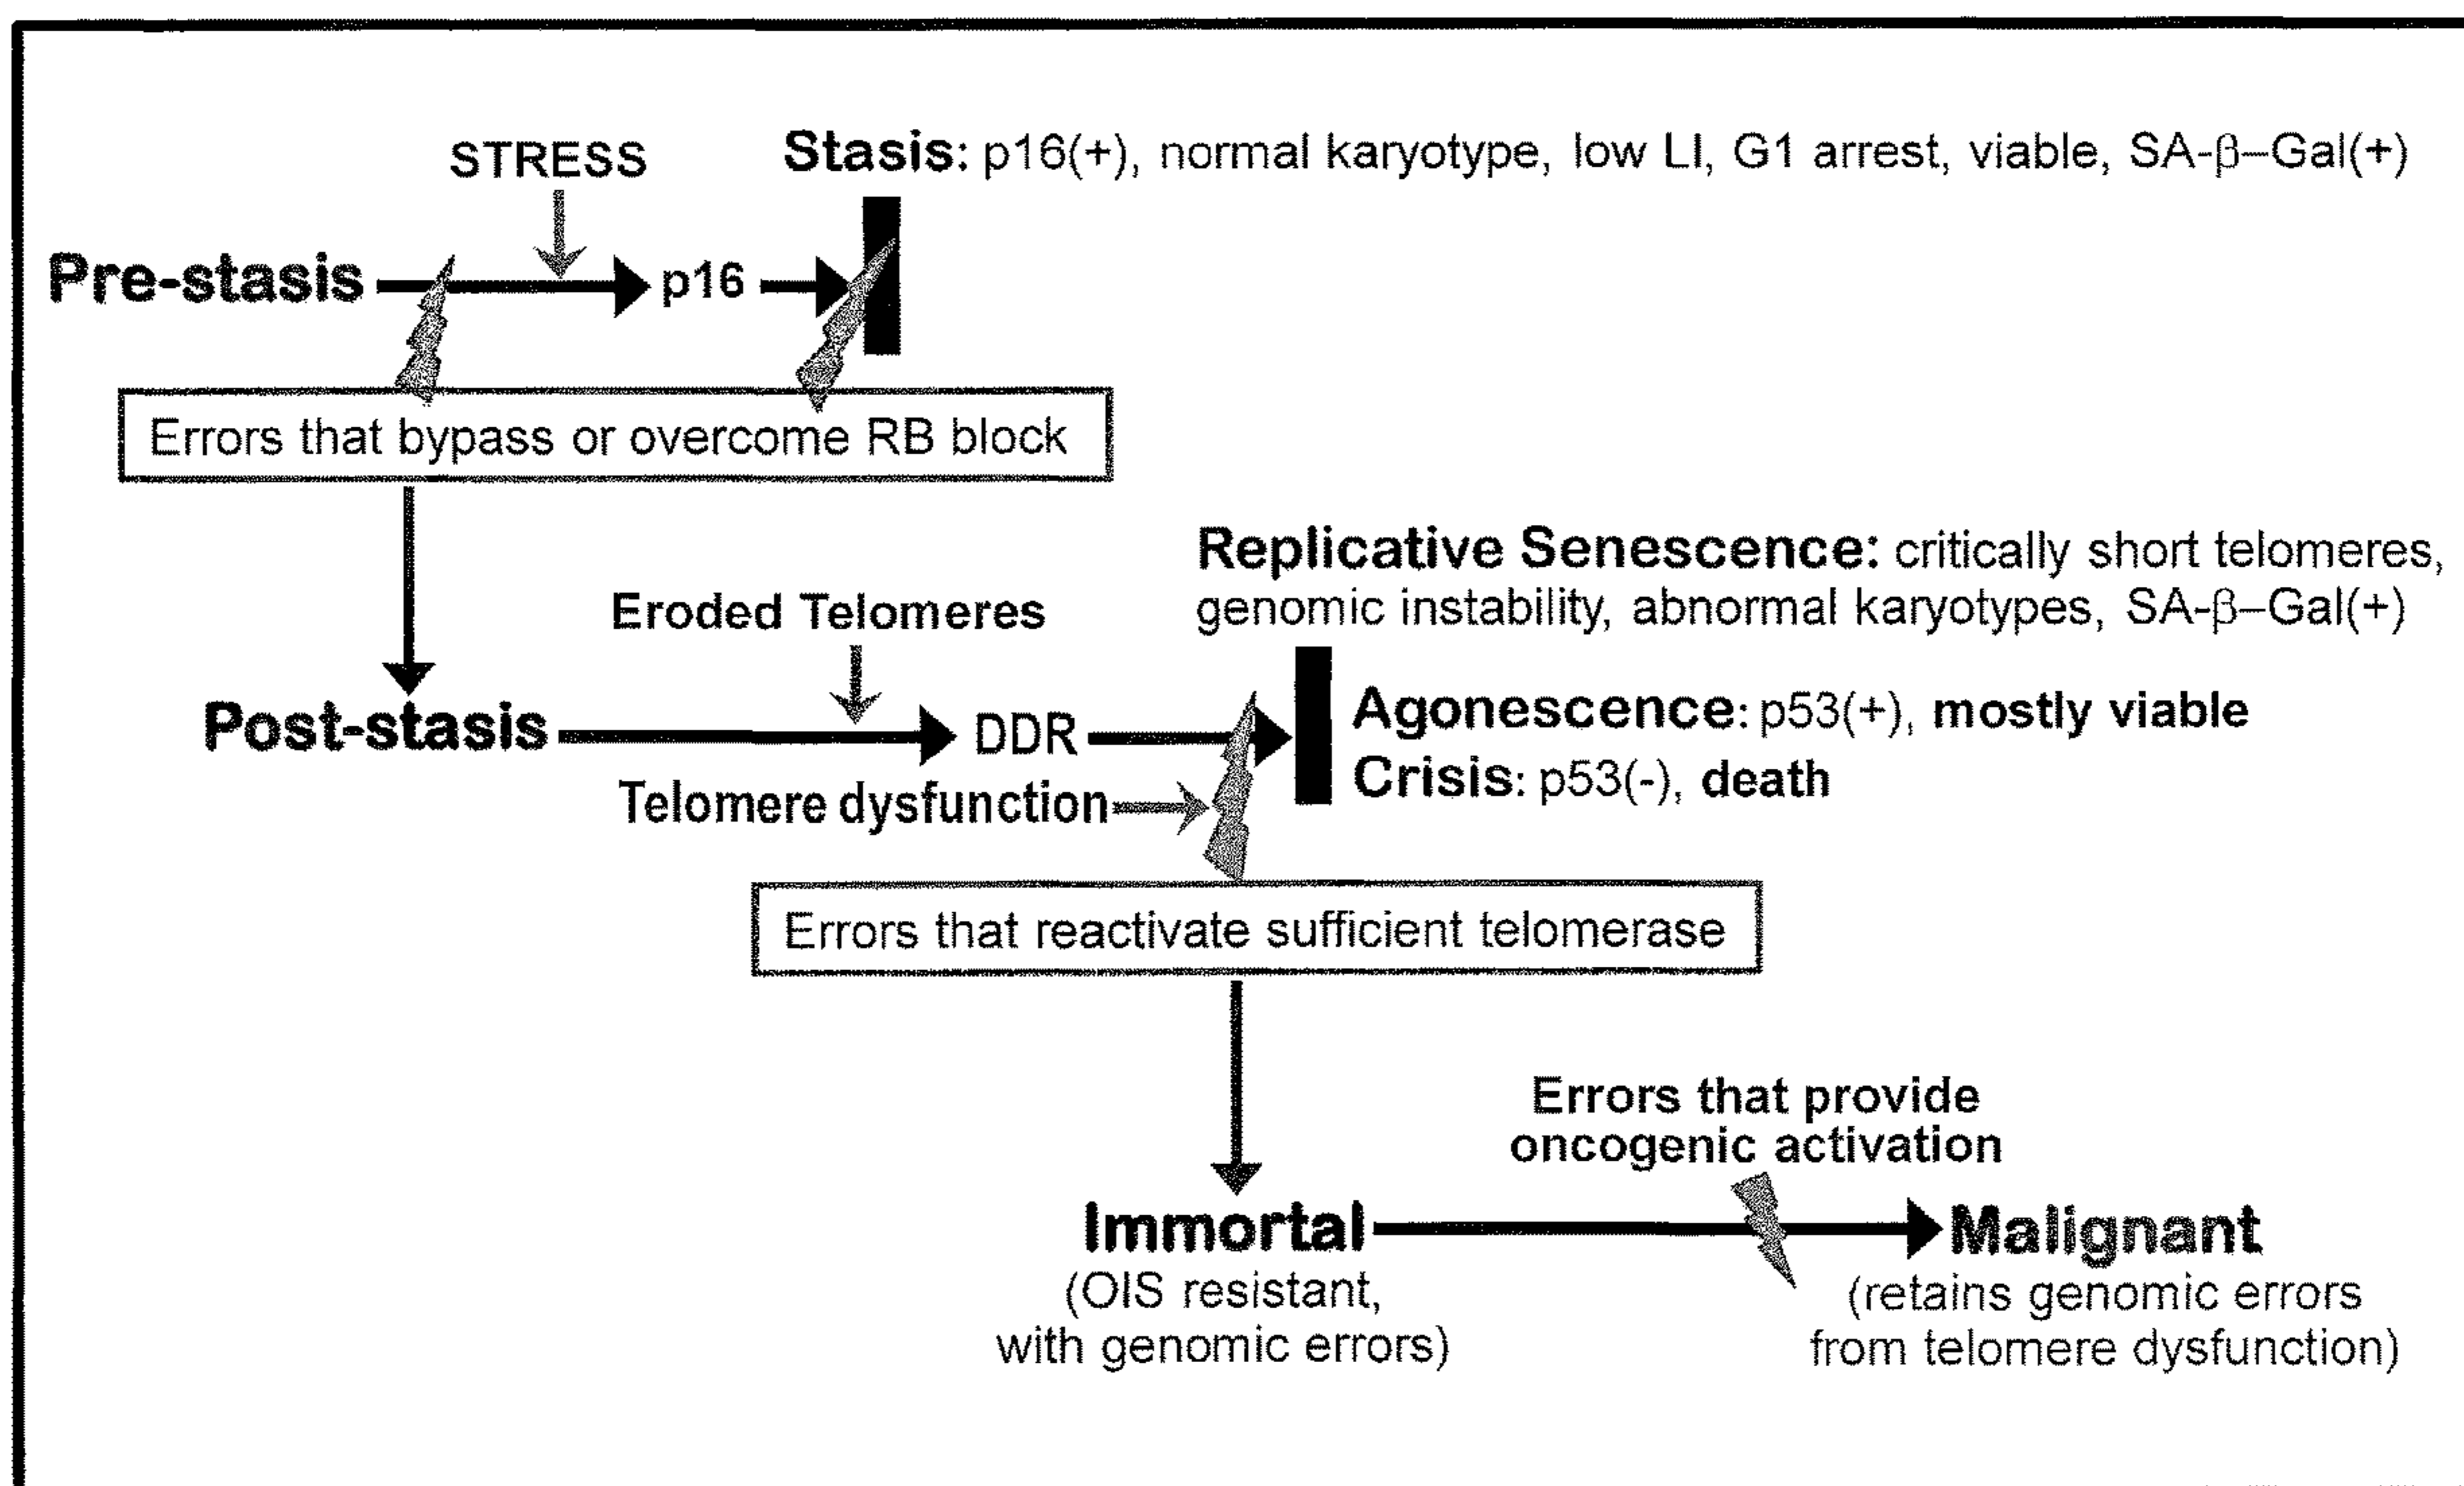 STRESS
Stasis: p16(+), normal karyotype, low LI, G1 arrest, viable, SA-β–Gal(+)
Pre-stasis
p16
Errors that bypass or overcome RB block
Replicative Senescence: critically short telomeres,
genomic instability, abnormal karyotypes, SA-β–Gal(+)
Eroded Telomeres
Post-stasis
DDR
Agonescence: p53(+), mostly viable
Crisis: p53(-), death
Telomere dysfunction
Errors that reactivate sufficient telomerase
Errors that provide
oncogenic activation
Immortal
(OIS resistant,
with genomic errors)
Malignant
(retains genomic errors
from telomere dysfunction)